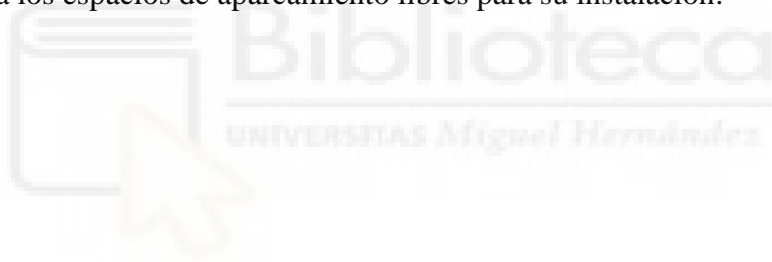 a los espacios de aparcamiento libres para su instalación.
Biblioteca
UNIVERSITAS Miguel Hernández